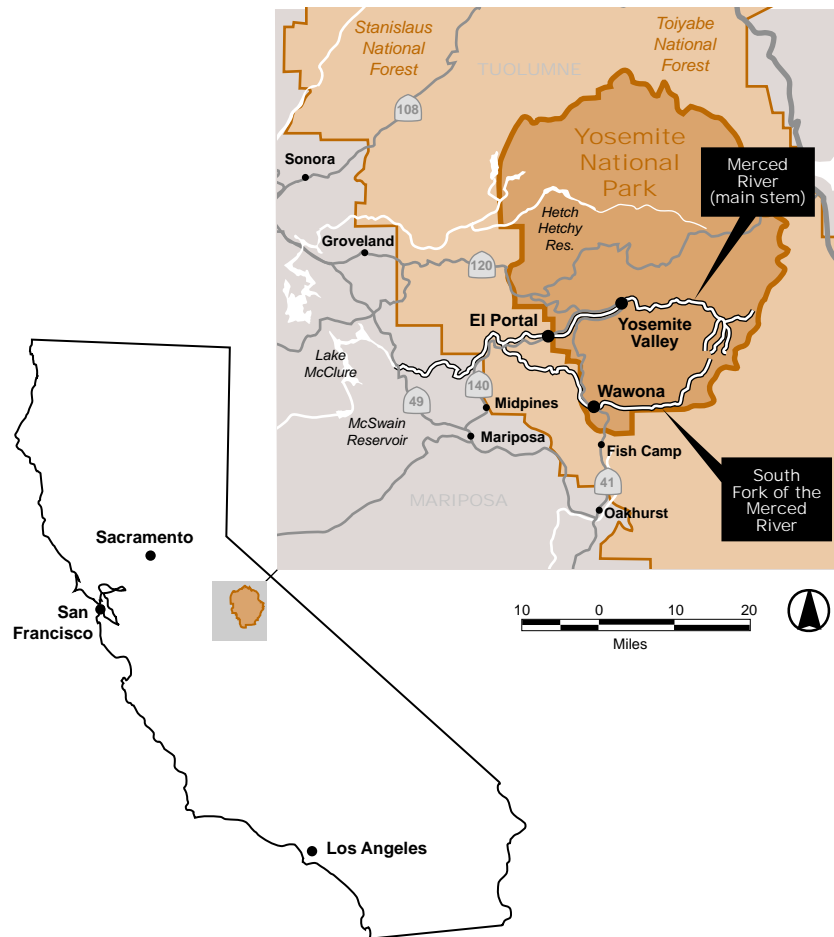 Stanislaus
National
Forest
Toiyabe
National
Forest
TUOLUMNE
108
Yosemite
National
Park
Merced
River
(main stem)
Sonora
Hetch
Hetchy
Res.
Groveland
120
El Portal
Yosemite
Valley
Lake
McClure
140
49
Midpines
Wawona
McSwain
Reservoir
Mariposa
Fish Camp
MARIPOSA
41
South
Fork of the
Merced
River
Oakhurst
Sacramento
San
Francisco
10
0
10
20
Miles
Los Angeles